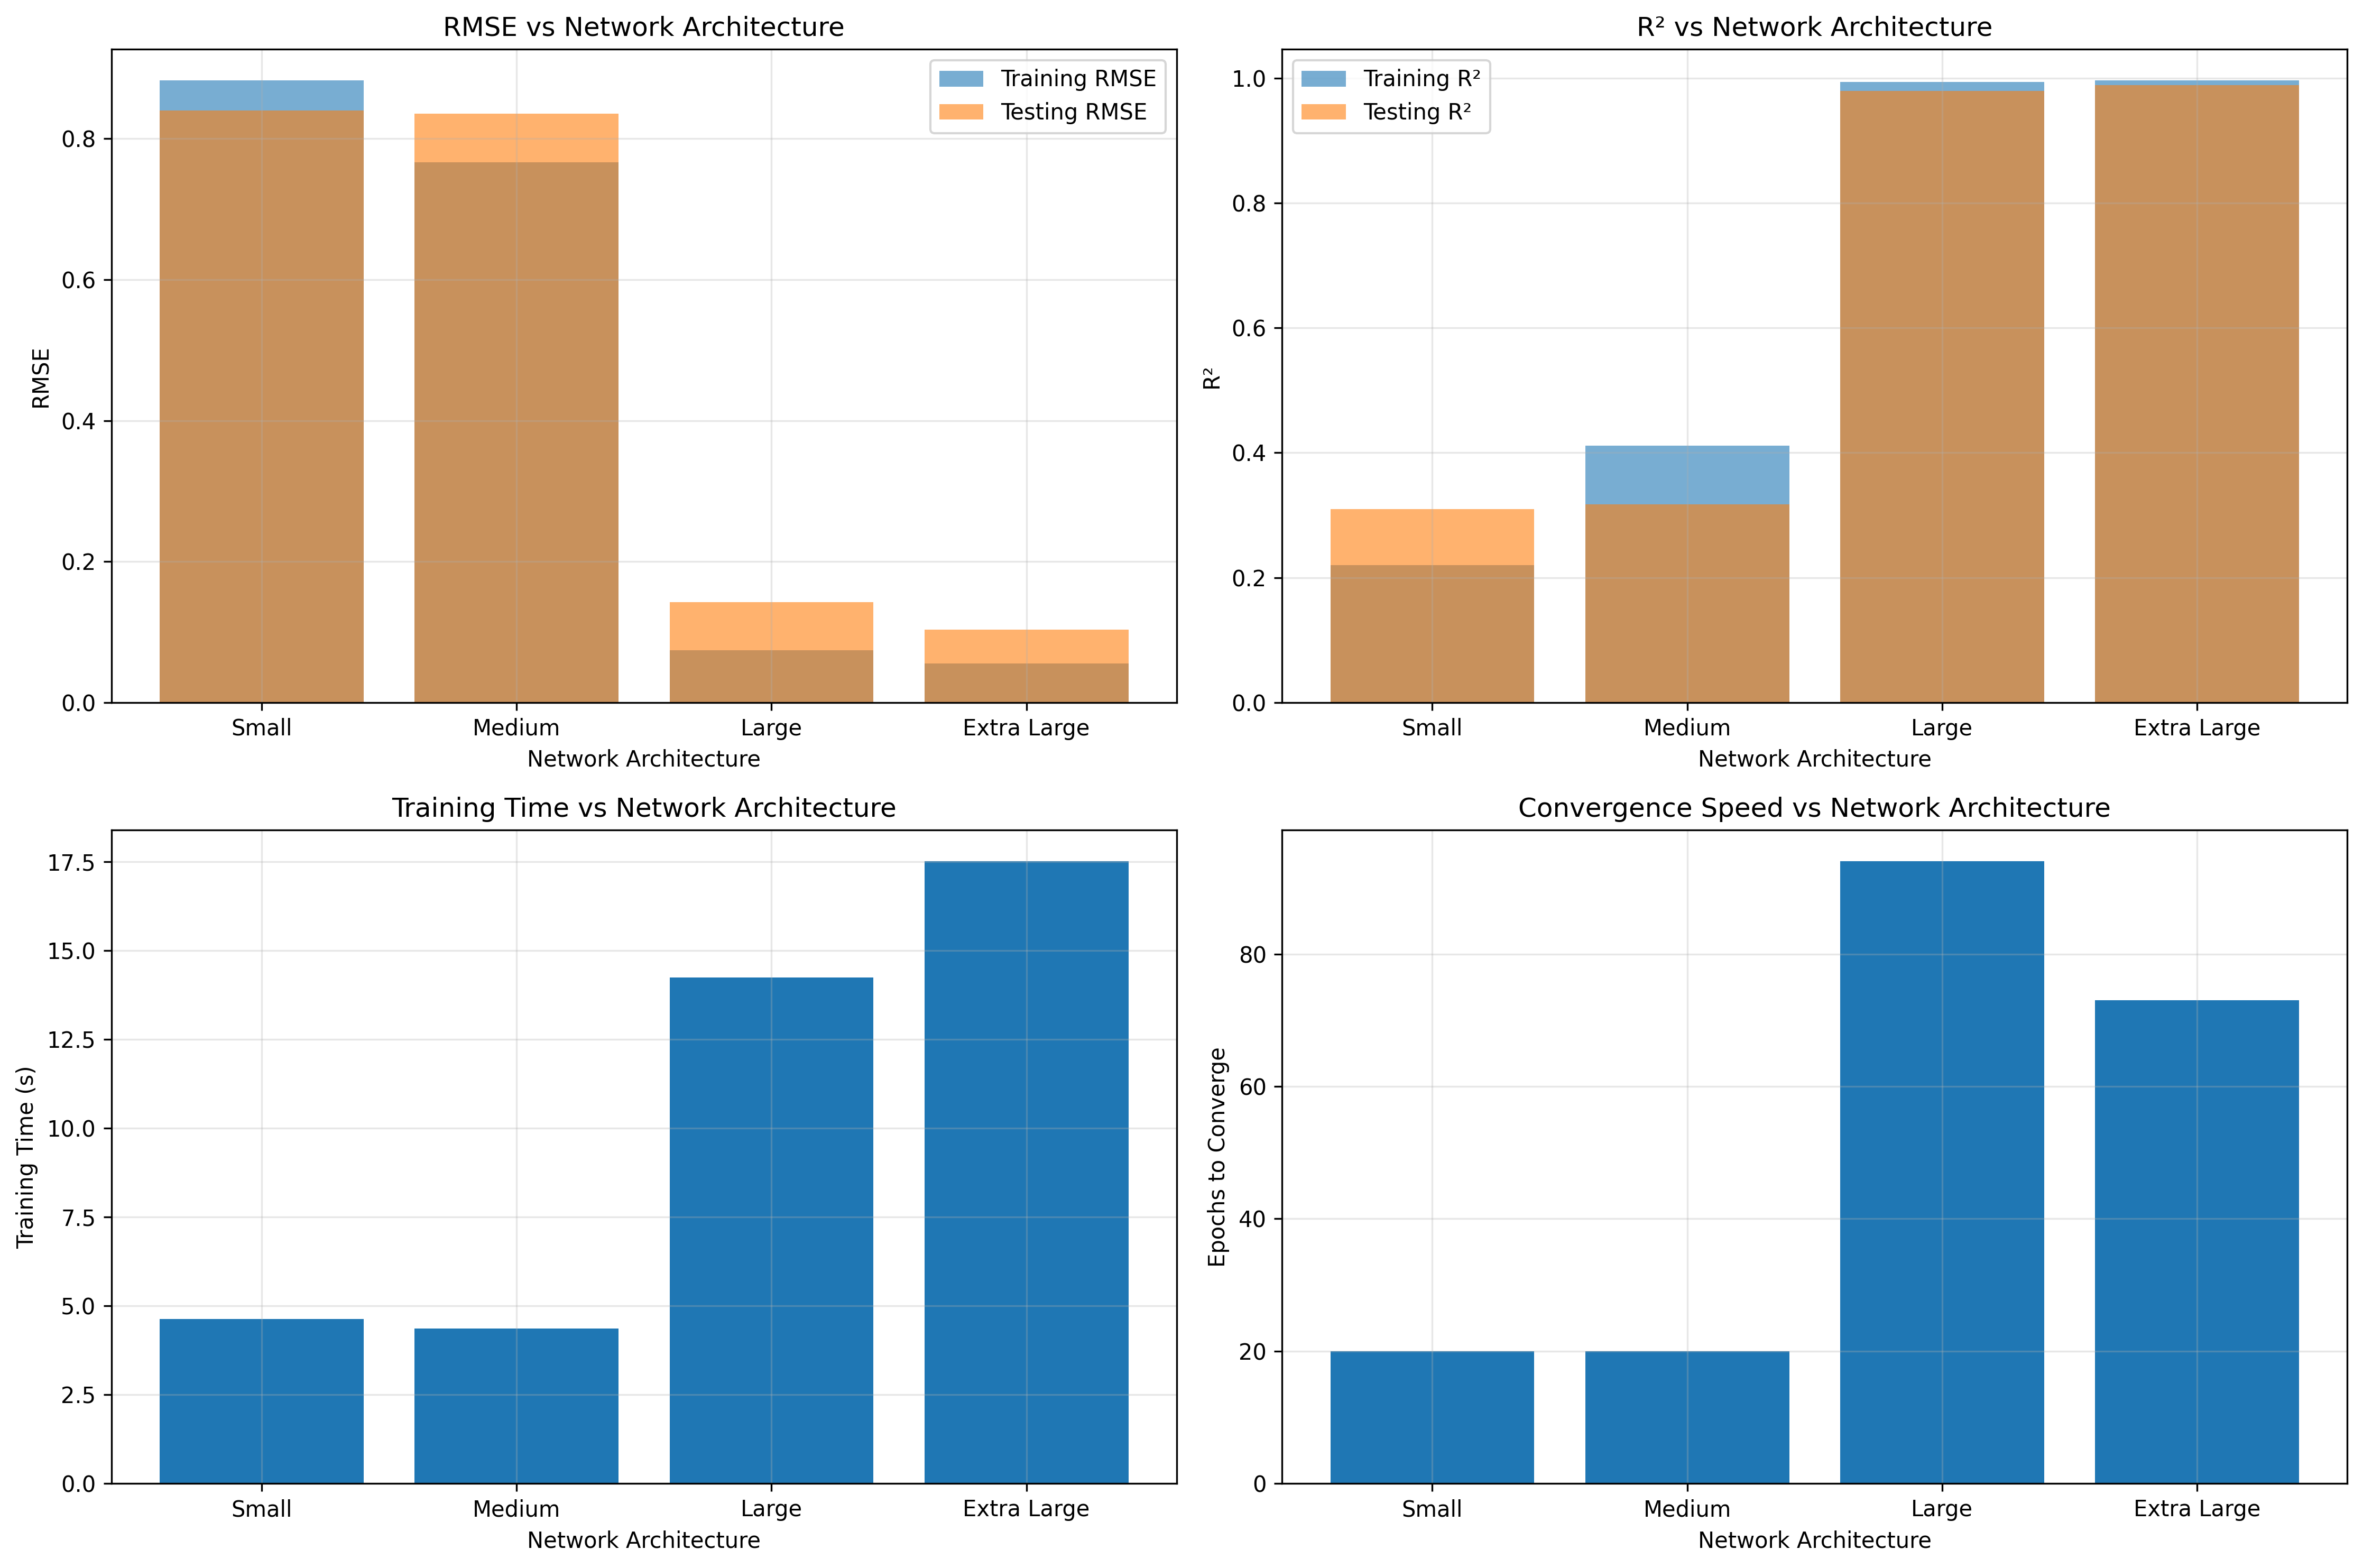 RMSE vs Network Architecture
Training RMSE
Testing RMSE
RMSE
0.8
0.6
0.4
0.2
0.0
Small Medium Large Extra Large
Network Architecture
R² vs Network Architecture
Training R²
Testing R²
R²
1.0
0.8
0.6
0.4
0.2
0.0
Small Medium Large Extra Large
Network Architecture
Training Time vs Network Architecture
Training Time (s)
17.5
15.0
12.5
10.0
7.5
5.0
2.5
0.0
Small Medium Large Extra Large
Network Architecture
Convergence Speed vs Network Architecture
Epochs to Converge
80
60
40
20
0
Small Medium Large Extra Large
Network Architecture